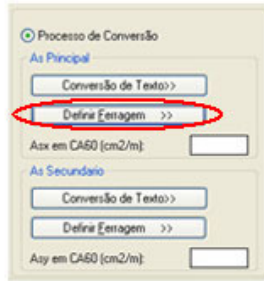 Processo de Conversão
As Principal
Conversão de Texto>>
Definir Ferragem >>
Asx em CA60 (cm2/m):
As Secundario
Conversão de Texto>>
Definir Ferragem >>
Asy em CA60 (cm2/m):